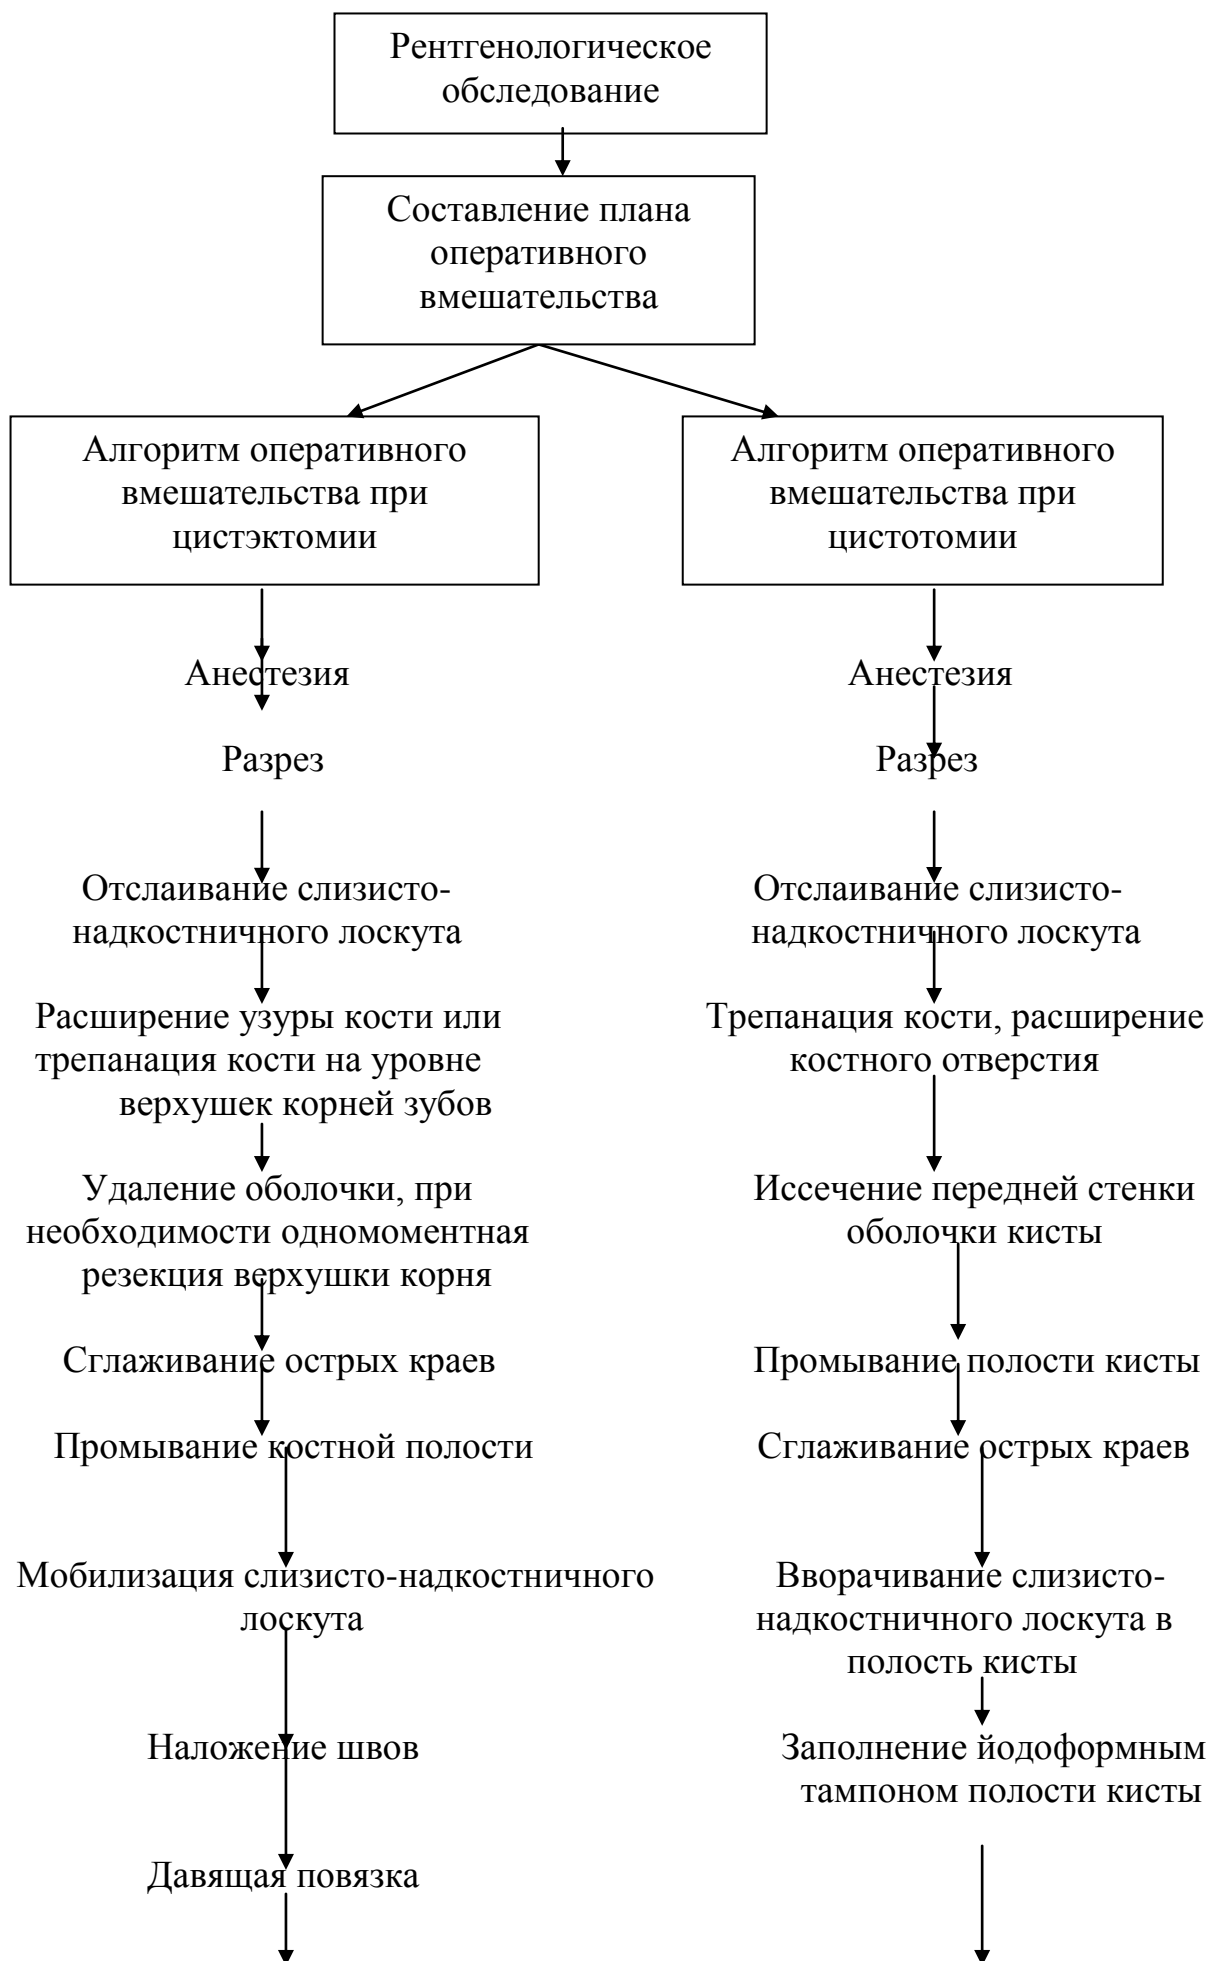 Рентгенологическое
обследование
Составление плана
оперативного
вмешательства
Алгоритм оперативного
вмешательства при
цистэктомии
Анестезия
Разрез
Отслаивание слизисто-
надкостничного лоскута
Расширение узуры кости или
трепанация кости на уровне
верхушек корней зубов
Удаление оболочки, при
необходимости одномоментная
резекция верхушки корня
Сглаживание острых краев
Промывание костной полости
Мобилизация слизисто-надкостничного
лоскута
Наложение швов
Давящая повязка
Алгоритм оперативного
вмешательства при
цистотомии
Анестезия
Разрез
Отслаивание слизисто-
надкостничного лоскута
Трепанация кости, расширение
костного отверстия
Иссечение передней стенки
оболочки кисты
Промывание полости кисты
Сглаживание острых краев
Вворачивание слизисто-
надкостничного лоскута в
полость кисты
Заполнение йодоформным
тампоном полости кисты